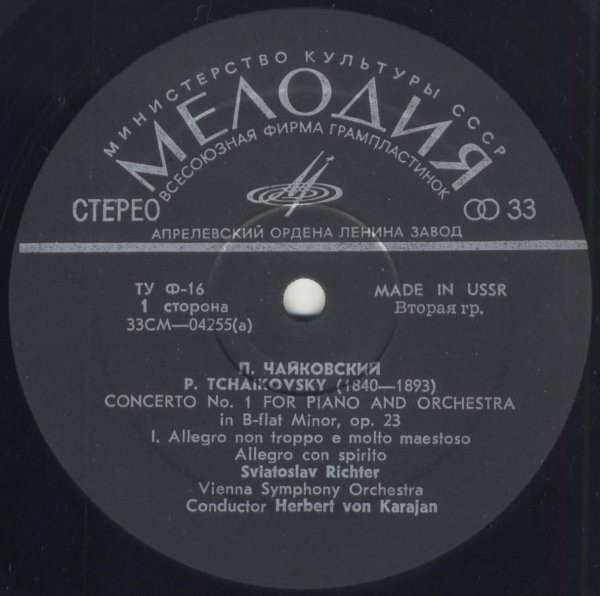 МИНИСТЕРСТВО КУЛЬТУРЫ СССР
МЕЛОДИЯ
ВСЕСОЮЗНАЯ ФИРМА ГРАМПЛАСТИНОК
СТЕРЕО
33
АПРЕЛЕВСКИЙ ОРДЕНА ЛЕНИНА ЗАВОД
ТУ Ф-16
MADE IN USSR
1 сторона
Вторая гр.
33СМ—04255(а)
П. ЧАЙКОВСКИЙ
P. TCHAIKOVSKY (1840—1893)
CONCERTO No. 1 FOR PIANO AND ORCHESTRA
in B-flat Minor, op. 23
I. Allegro non troppo e molto maestoso
Allegro con spirito
Sviatoslav Richter
Vienna Symphony Orchestra
Conductor Herbert von Karajan